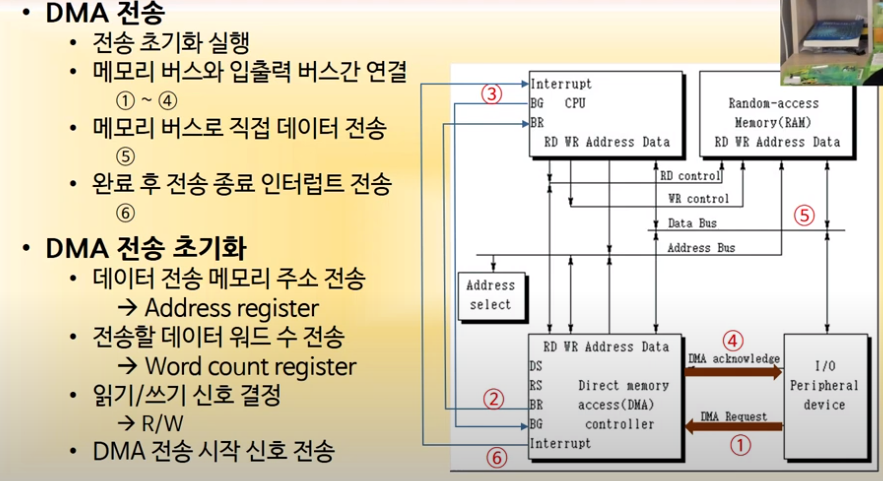 • DMA 전송
• 전송 초기화 실행
• 메모리 버스와 입출력 버스간 연결
① ~ ④
• 메모리 버스로 직접 데이터 전송
⑤
• 완료 후 전송 종료 인터럽트 전송
⑥
• DMA 전송 초기화
• 데이터 전송 메모리 주소 전송
→ Address register
• 전송할 데이터 워드 수 전송
→ Word count register
• 읽기/쓰기 신호 결정
→ R/W
• DMA 전송 시작 신호 전송
③
Interrupt
BG CPU
BR
RD WR Address Data
Random-access
Memory(RAM)
RD WR Address Data
RD control
WR control
Data Bus
⑤
Address Bus
Address
select
RD WR Address Data
DS
RS Direct memory
② BR access(DMA)
BG controller
Interrupt
⑥
④
DMA acknowledge
DMA Request
①
I/O
Peripheral
device